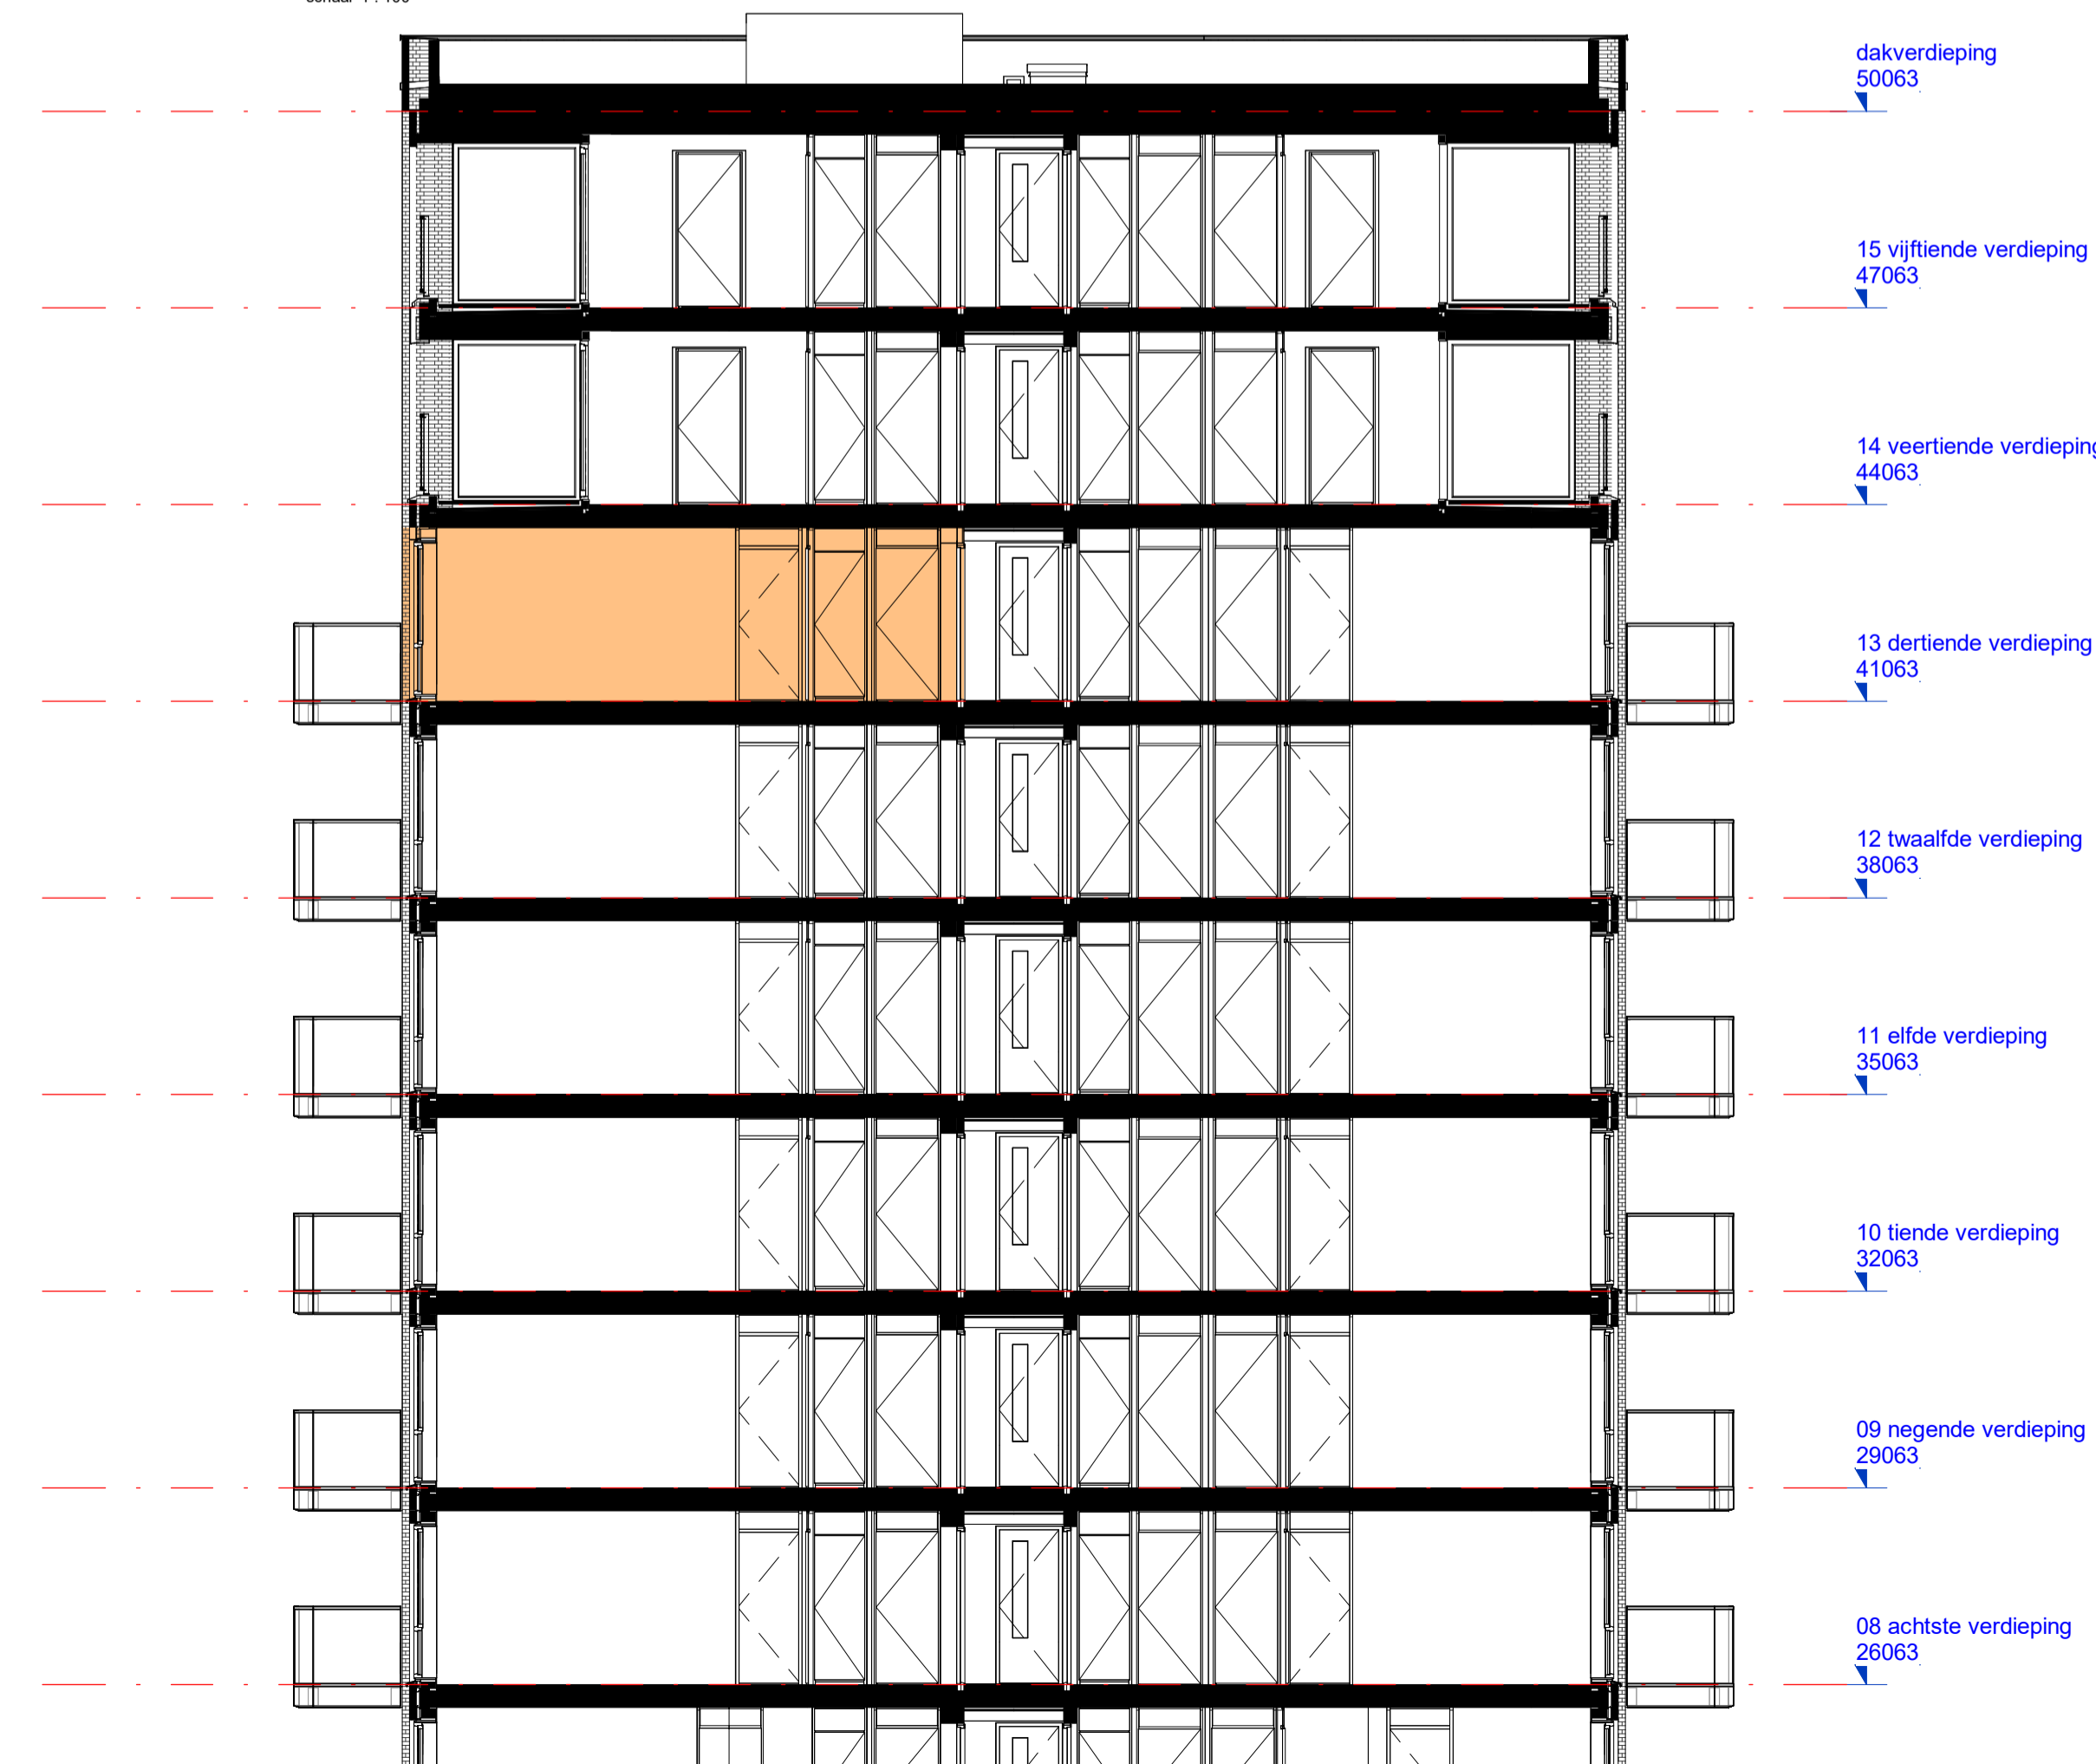 dakverdieping
50063
15 vijftiende verdieping
47063
14 veertiende verdieping
44063
13 dertiende verdieping
41063
12 twaalfde verdieping
38063
11 elfde verdieping
35063
10 tiende verdieping
32063
09 negende verdieping
29063
08 achtste verdieping
26063